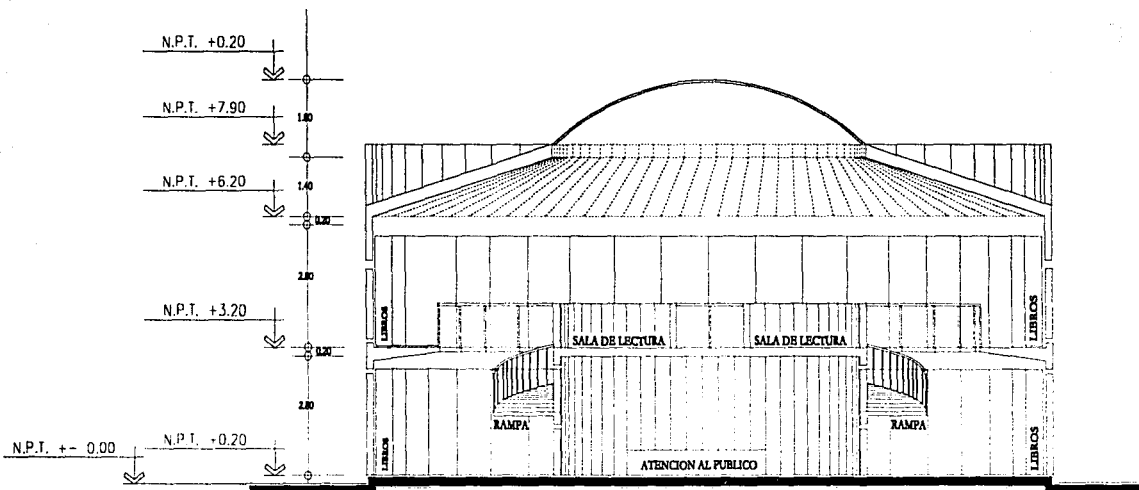 N.P.T. +0.20
N.P.T. +7.90
1.80
N.P.T. +6.20
1.40
0.20
2.80
LIBROS
LIBROS
N.P.T. +3.20
SALA DE LECTURA
SALA DE LECTURA
0.20
2.80
RAMPA
RAMPA
N.P.T. +0.20
N.P.T. +- 0.00
LIBROS
LIBROS
ATENCION AL PUBLICO